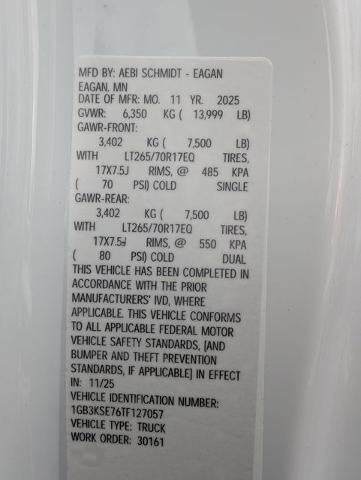 MFD BY: AEBI SCHMIDT - EAGAN
EAGAN, MN
DATE OF MFR: MO. 11 YR. 2025
GVWR: 6,350 KG ( 13,999 LB)
GAWR-FRONT:
3,402 KG ( 7,500 LB)
WITH LT265/70R17EQ TIRES,
17X7.5J RIMS, @ 485 KPA
( 70 PSI) COLD SINGLE
GAWR-REAR:
3,402 KG ( 7,500 LB)
WITH LT265/70R17EQ TIRES,
17X7.5J RIMS, @ 550 KPA
( 80 PSI) COLD DUAL
THIS VEHICLE HAS BEEN COMPLETED IN
ACCORDANCE WITH THE PRIOR
MANUFACTURERS' IVD, WHERE
APPLICABLE. THIS VEHICLE CONFORMS
TO ALL APPLICABLE FEDERAL MOTOR
VEHICLE SAFETY STANDARDS, [AND
BUMPER AND THEFT PREVENTION
STANDARDS, IF APPLICABLE] IN EFFECT
IN: 11/25
VEHICLE IDENTIFICATION NUMBER:
1GB3KSE76TF127057
VEHICLE TYPE: TRUCK
WORK ORDER: 30161